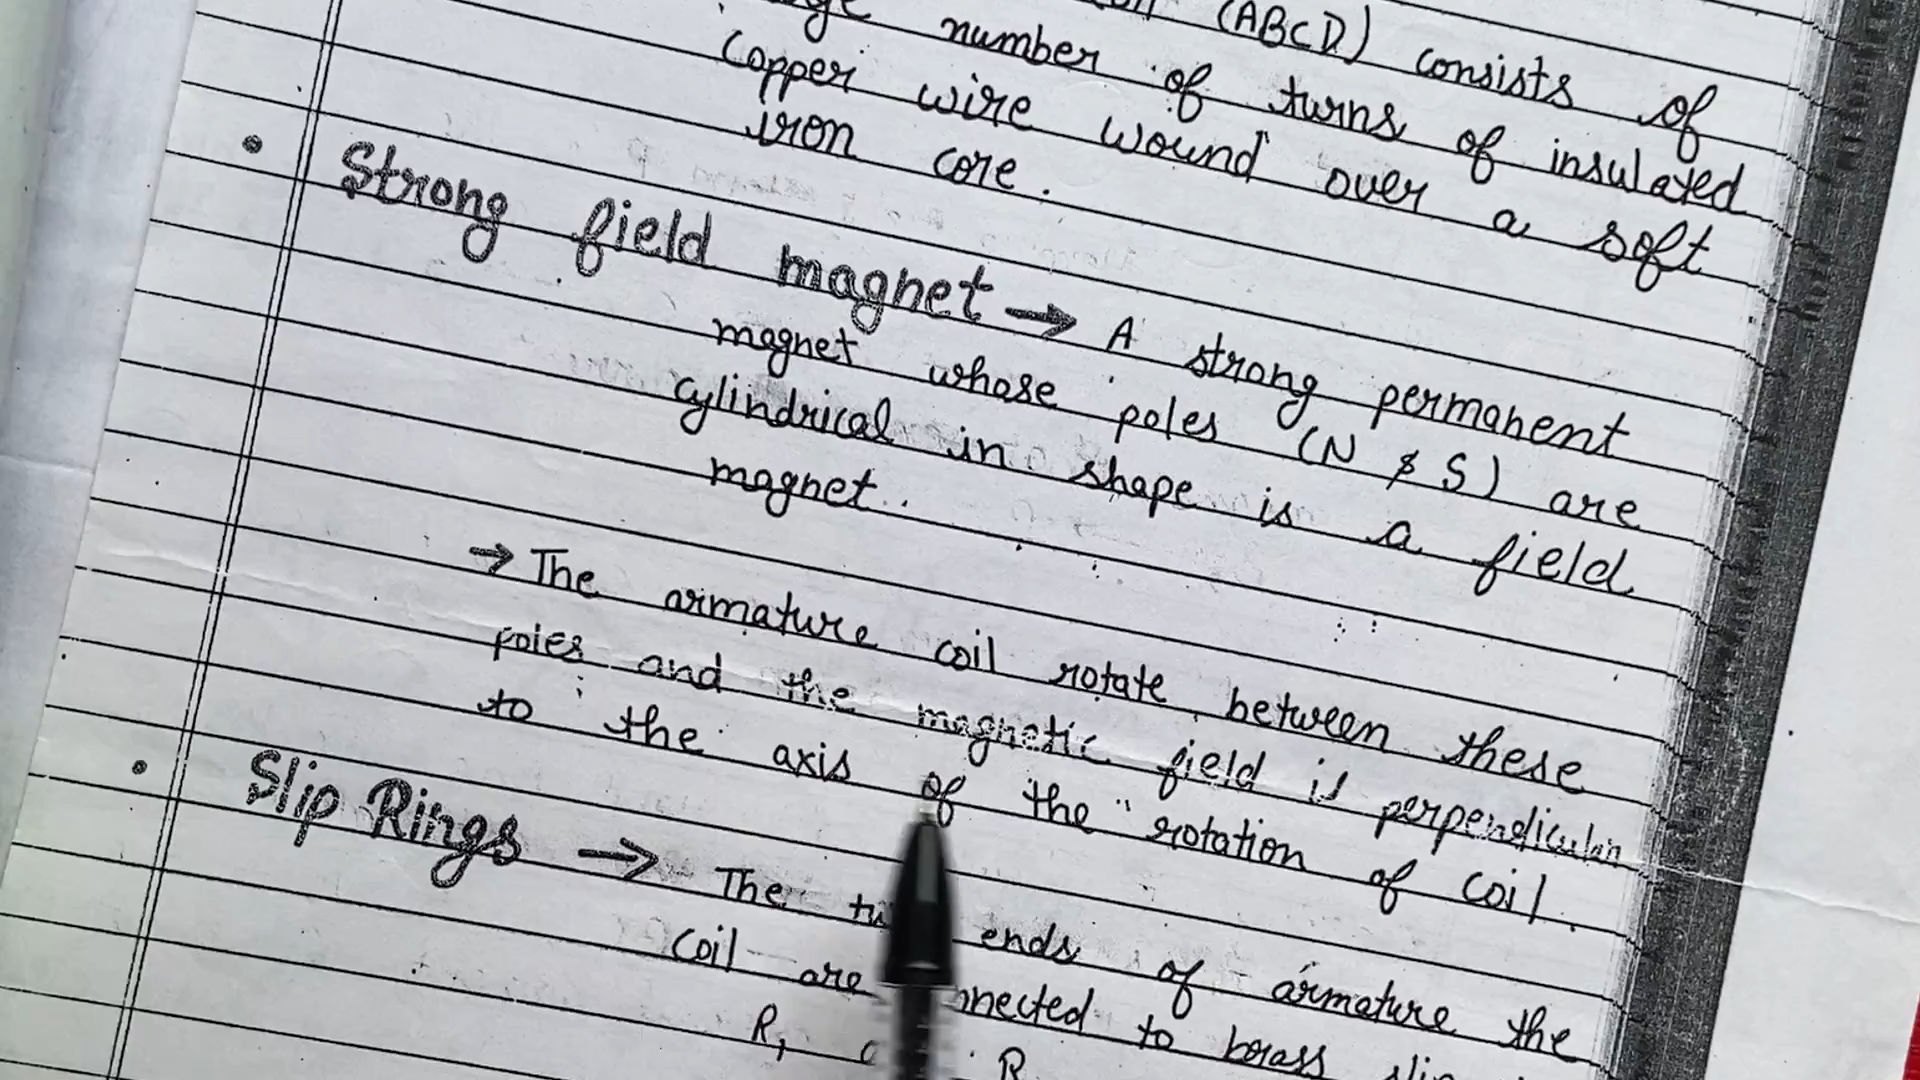 (ABCD) consists of
number of turns of insulated
copper wire wound over a soft
iron core.
• Strong field magnet → A strong permanent
magnet whose poles (N & S) are
cylindrical in shape is a field
magnet.
→ The armature coil rotate between these
poles and the magnetic field is perpendicular
to the axis of the rotation of coil.
• Slip Rings → The ends of armature the
coil are to brass
R₁ R